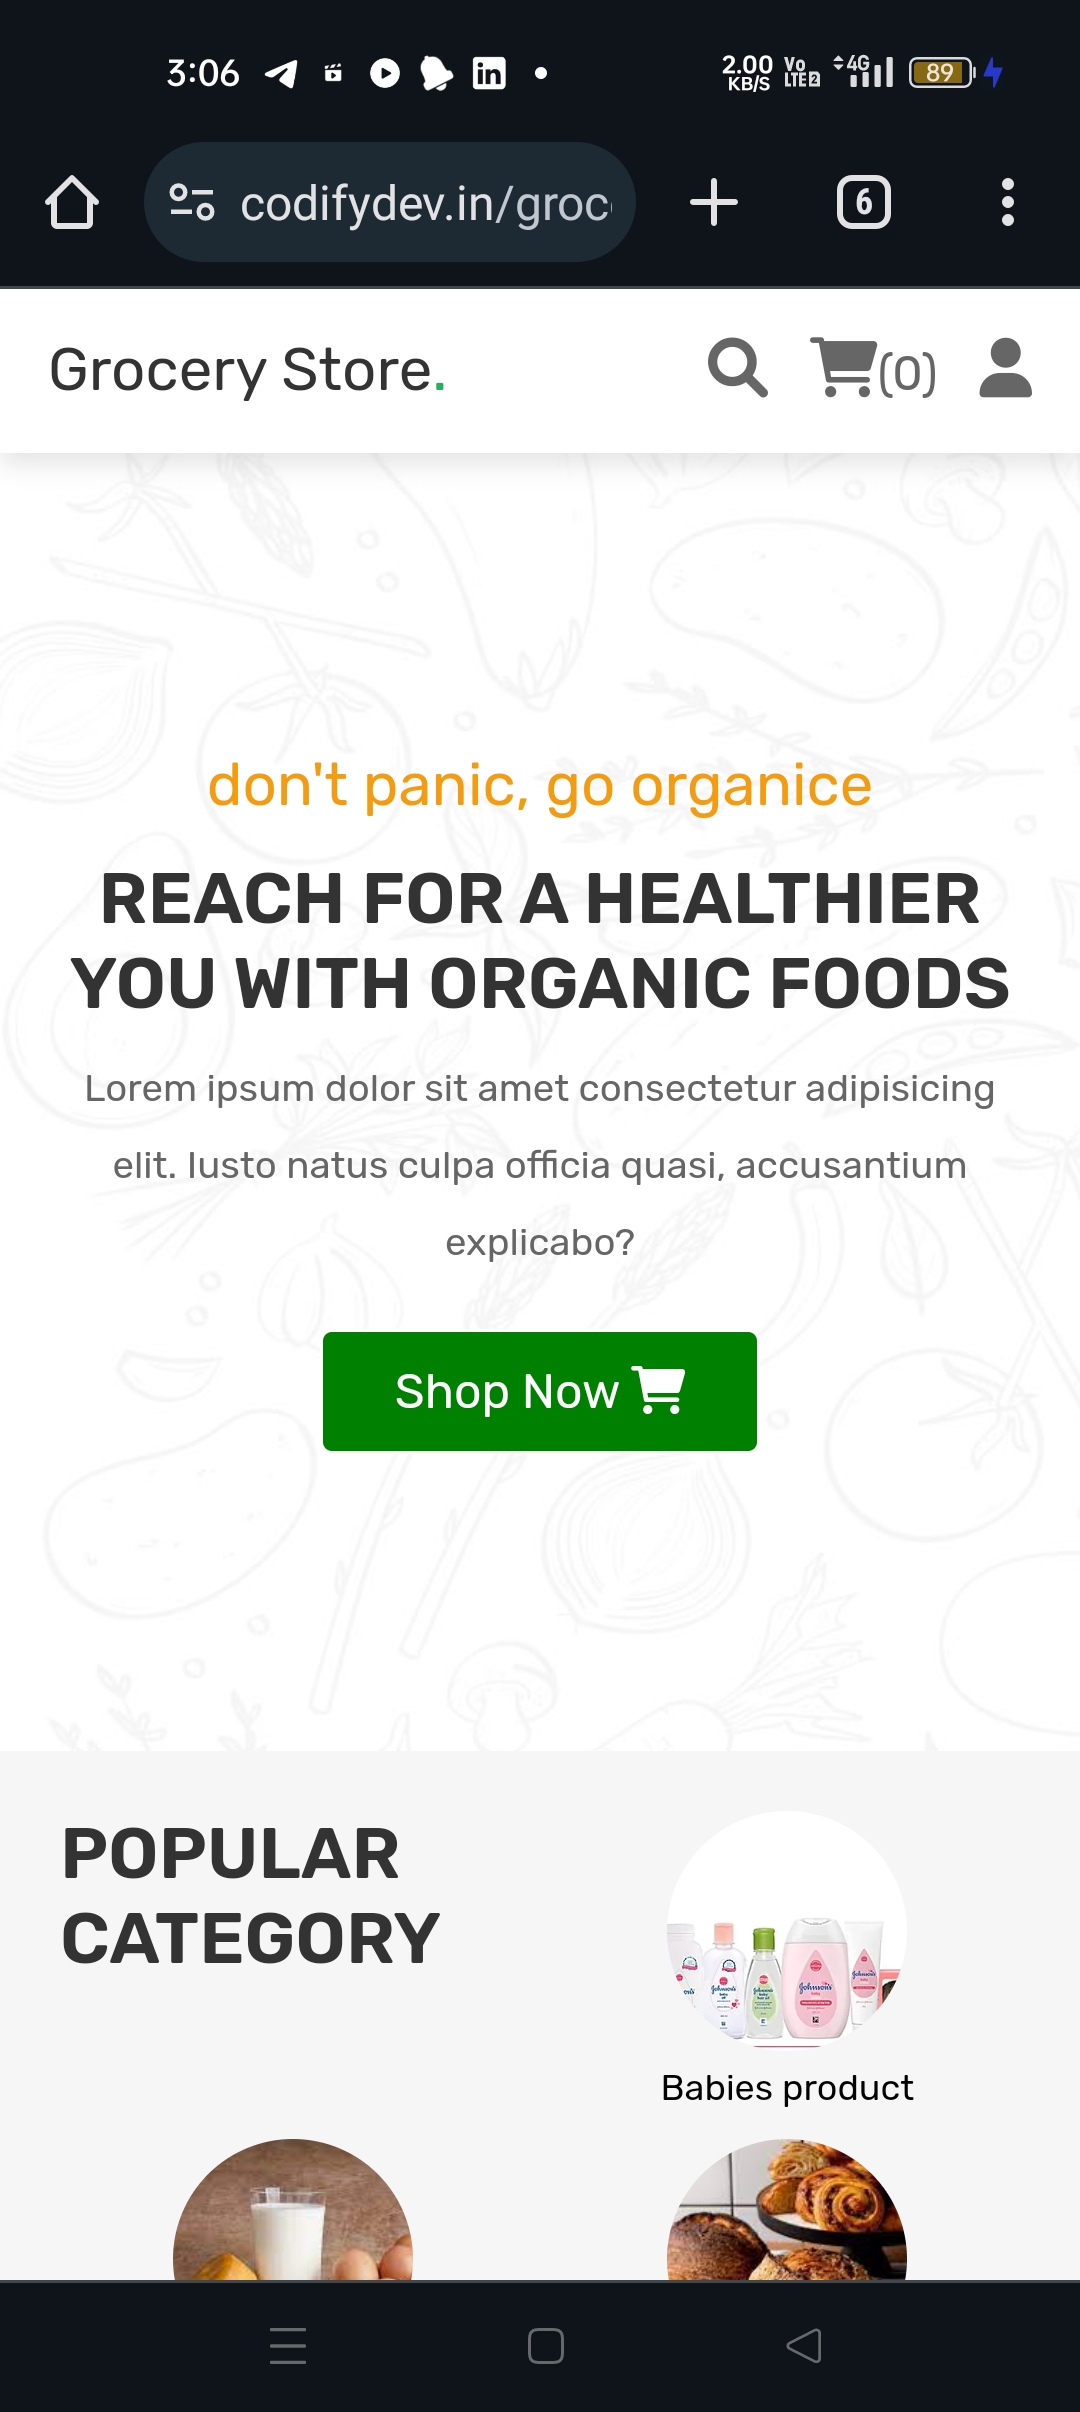 3:06
2.00 KB/S Vo LTE2 4G 89
codifydev.in/groc
6
Grocery Store.
(0)
don't panic, go organice
REACH FOR A HEALTHIER
YOU WITH ORGANIC FOODS
Lorem ipsum dolor sit amet consectetur adipisicing
elit. Iusto natus culpa officia quasi, accusantium
explicabo?
Shop Now
POPULAR
CATEGORY
Johnson's
baby
Babies product